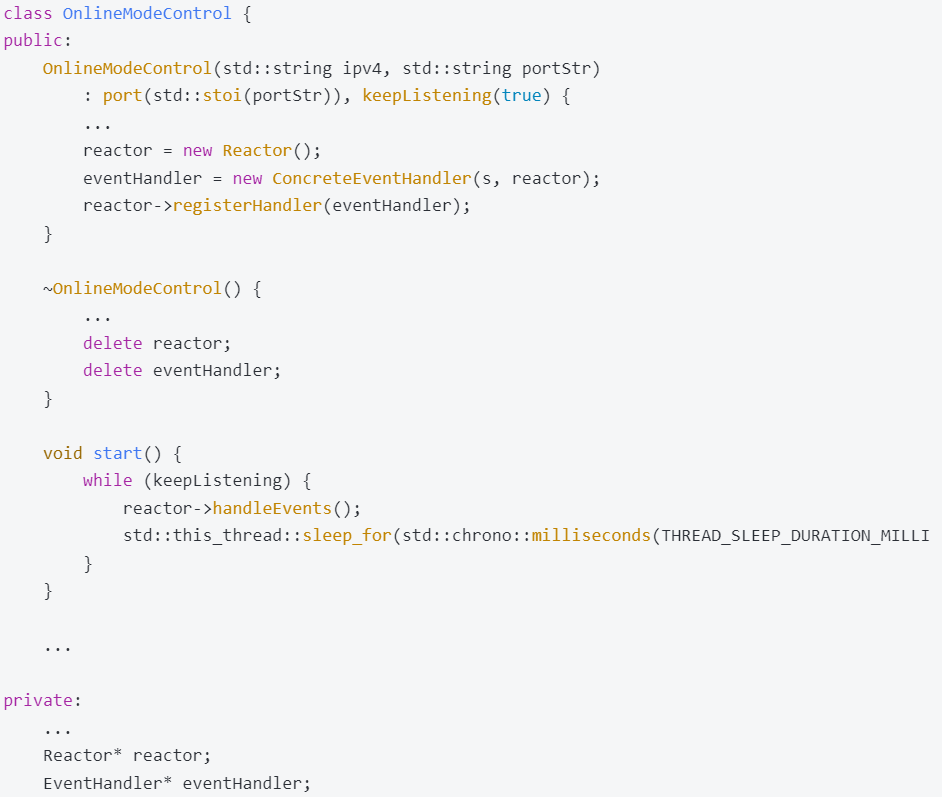 class OnlineModeControl {
public:
    OnlineModeControl(std::string ipv4, std::string portStr)
        : port(std::stoi(portStr)), keepListening(true) {
        ...
        reactor = new Reactor();
        eventHandler = new ConcreteEventHandler(s, reactor);
        reactor->registerHandler(eventHandler);
    }

    ~OnlineModeControl() {
        ...
        delete reactor;
        delete eventHandler;
    }

    void start() {
        while (keepListening) {
            reactor->handleEvents();
            std::this_thread::sleep_for(std::chrono::milliseconds(THREAD_SLEEP_DURATION_MILLI
        }
    }

    ...

private:
    ...
    Reactor* reactor;
    EventHandler* eventHandler;